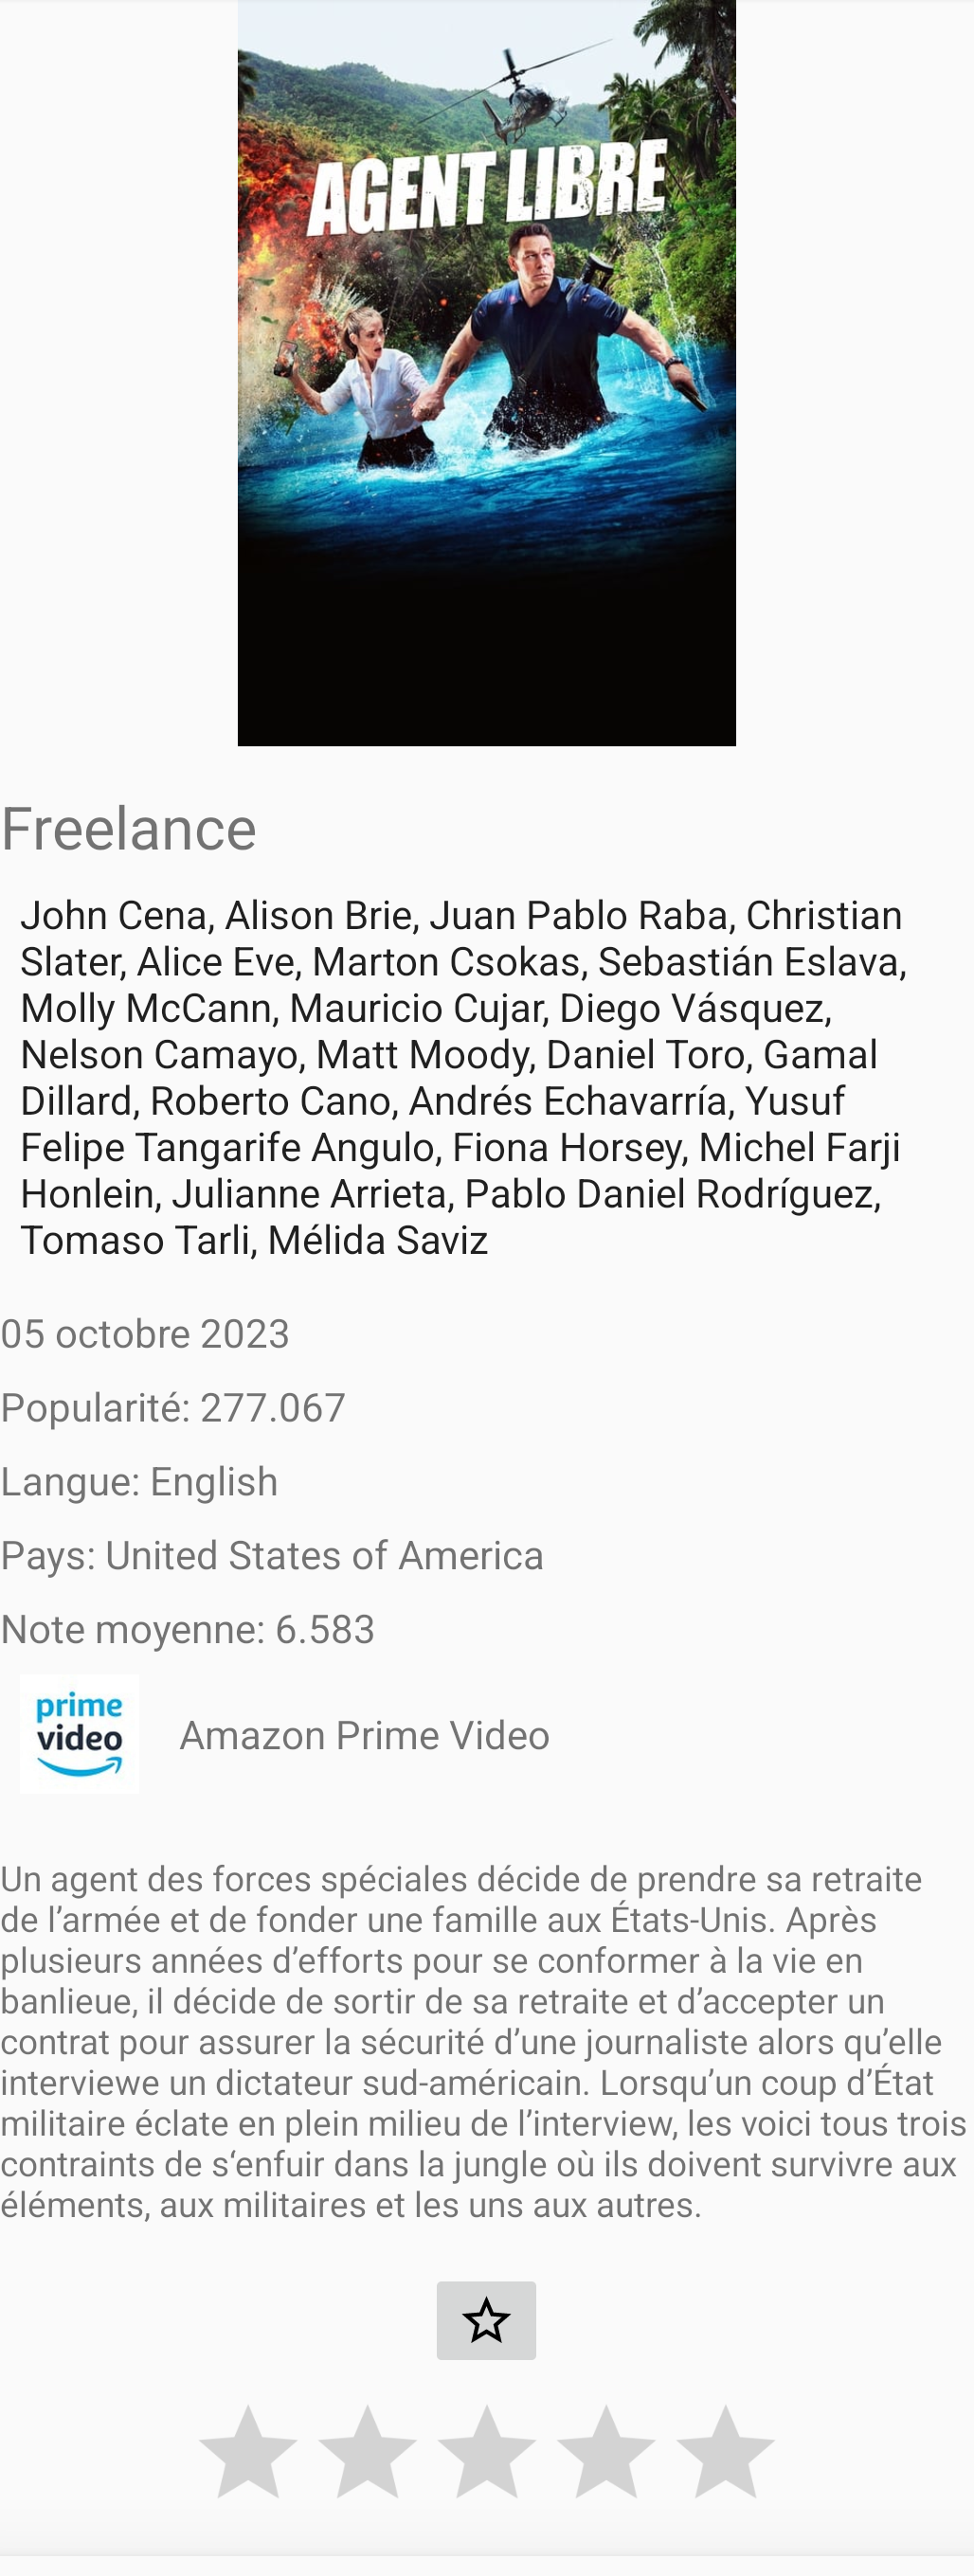 AGENT LIBRE
Freelance
John Cena, Alison Brie, Juan Pablo Raba, Christian
Slater, Alice Eve, Marton Csokas, Sebastián Eslava,
Molly McCann, Mauricio Cujar, Diego Vásquez,
Nelson Camayo, Matt Moody, Daniel Toro, Gamal
Dillard, Roberto Cano, Andrés Echavarría, Yusuf
Felipe Tangarife Angulo, Fiona Horsey, Michel Farji
Honlein, Julianne Arrieta, Pablo Daniel Rodríguez,
Tomaso Tarli, Mélida Saviz
05 octobre 2023
Popularité: 277.067
Langue: English
Pays: United States of America
Note moyenne: 6.583
prime
video
Amazon Prime Video
Un agent des forces spéciales décide de prendre sa retraite
de l’armée et de fonder une famille aux États-Unis. Après
plusieurs années d’efforts pour se conformer à la vie en
banlieue, il décide de sortir de sa retraite et d’accepter un
contrat pour assurer la sécurité d’une journaliste alors qu’elle
interviewe un dictateur sud-américain. Lorsqu’un coup d’État
militaire éclate en plein milieu de l’interview, les voici tous trois
contraints de s‘enfuir dans la jungle où ils doivent survivre aux
éléments, aux militaires et les uns aux autres.